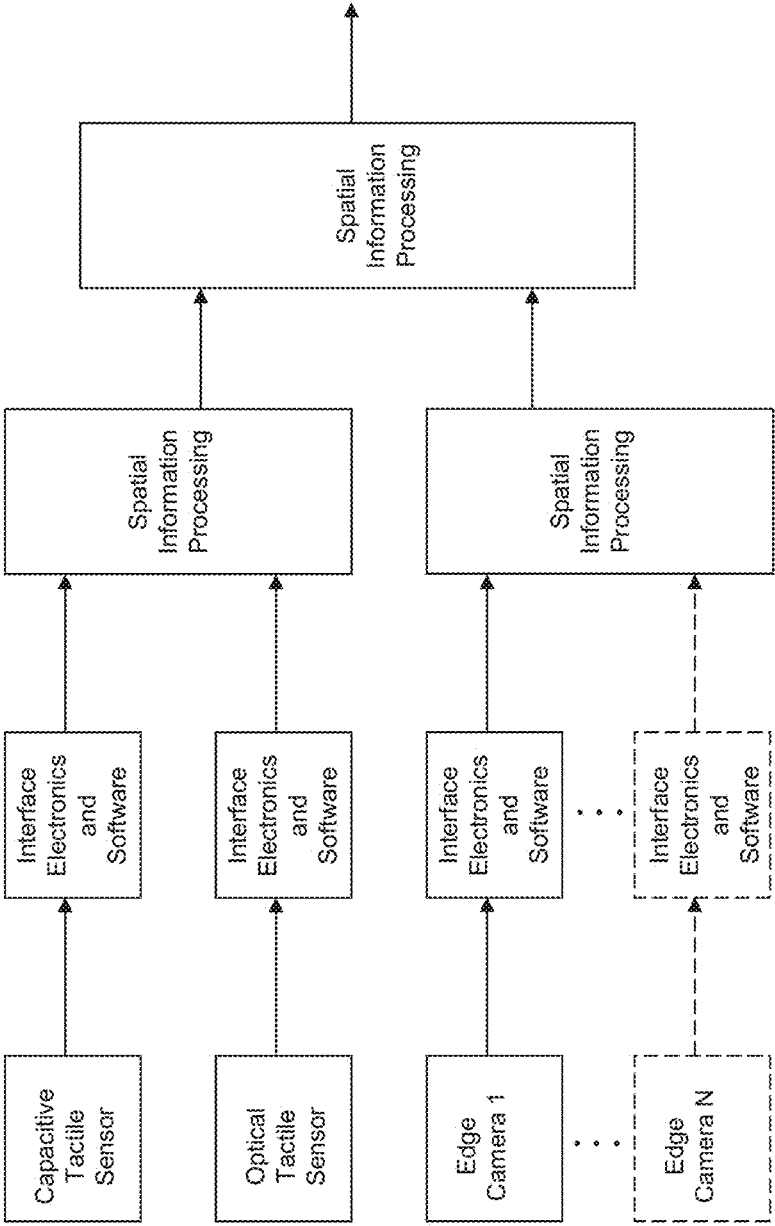 Capacitive
Tactile
Sensor
Interface
Electronics
and
Software
Spatial
Information
Processing
Optical
Tactile
Sensor
Interface
Electronics
and
Software
Spatial
Information
Processing
Edge
Camera 1
Interface
Electronics
and
Software
Spatial
Information
Processing
Edge
Camera N
Interface
Electronics
and
Software